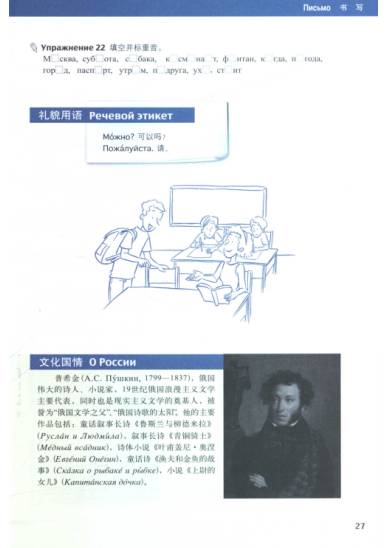 Письмо 书 写
Упражнение 22 填空并标重音。
М□сква, суб□ота, с□бака, к□см□на□т, ф□нтан, к□гда, п□года,
гор□д, расп□рт, утр□м, п□друга, ух□, ст□ит
礼貌用语 Речевой этикет
Мо́жно? 可以吗?
Пожа́луйста. 请。
文化国情 О России
普希金(А.С. Пу́шкин, 1799—1837),俄国
伟大的诗人、小说家,19世纪俄国浪漫主义文学
主要代表,同时也是现实主义文学的奠基人,被
誉为“俄国文学之父”、“俄国诗歌的太阳”。他的主要
作品包括:童话叙事长诗《鲁斯兰与柳德米拉》
(Русла́н и Людми́ла)、叙事长诗《青铜骑士》
(Ме́дный вса́дник)、诗体小说《叶甫盖尼·奥涅
金》(Евге́ний Оне́гин)、童话诗《渔夫和金鱼的故
事》(Ска́зка о рыбаке́ и ры́бке)、小说《上尉的
女儿》(Капита́нская до́чка)。
27